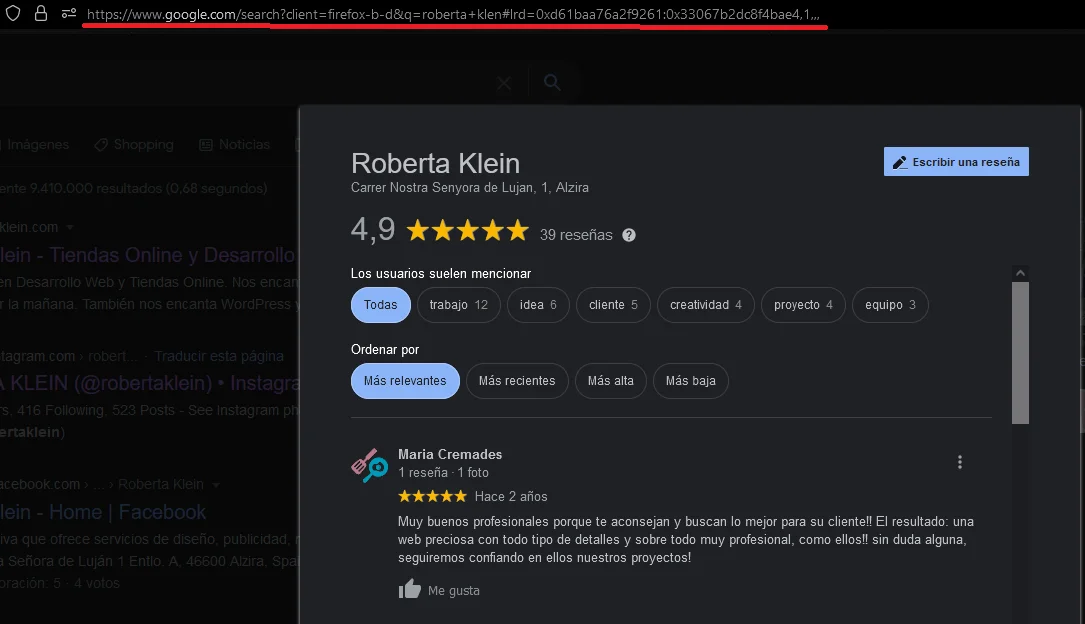 https://www.google.com/search?client=firefox-b-d&q=roberta+klen#lrd=0xd61baa76a2f9261:0x33067b2dc8f4bae4,1,,,
Imágenes Shopping Noticias
ente 9.410.000 resultados (0,68 segundos)
klein.com
lein - Tiendas Online y Desarrollo
en Desarrollo Web y Tiendas Online. Nos encan
r la mañana. También nos encanta WordPress y
stagram.com › robert... · Traducir esta página
A KLEIN (@robertaklein) • Instagra
rs, 416 Following, 523 Posts - See Instagram ph
ertaklein)
acebook.com › ... › Roberta Klein
lein - Home | Facebook
iva que ofrece servicios de diseño, publicidad, r
a Señora de Luján 1 Entlo. A, 46600 Alzira, Spa
oración: 5 · 4 votos
Roberta Klein
Carrer Nostra Senyora de Lujan, 1, Alzira
Escribir una reseña
4,9 39 reseñas ?
Los usuarios suelen mencionar
Todas trabajo 12 idea 6 cliente 5 creatividad 4 proyecto 4 equipo 3
Ordenar por
Más relevantes Más recientes Más alta Más baja
Maria Cremades
1 reseña · 1 foto
Hace 2 años
Muy buenos profesionales porque te aconsejan y buscan lo mejor para su cliente!! El resultado: una
web preciosa con todo tipo de detalles y sobre todo muy profesional, como ellos!! sin duda alguna,
seguiremos confiando en ellos nuestros proyectos!
Me gusta